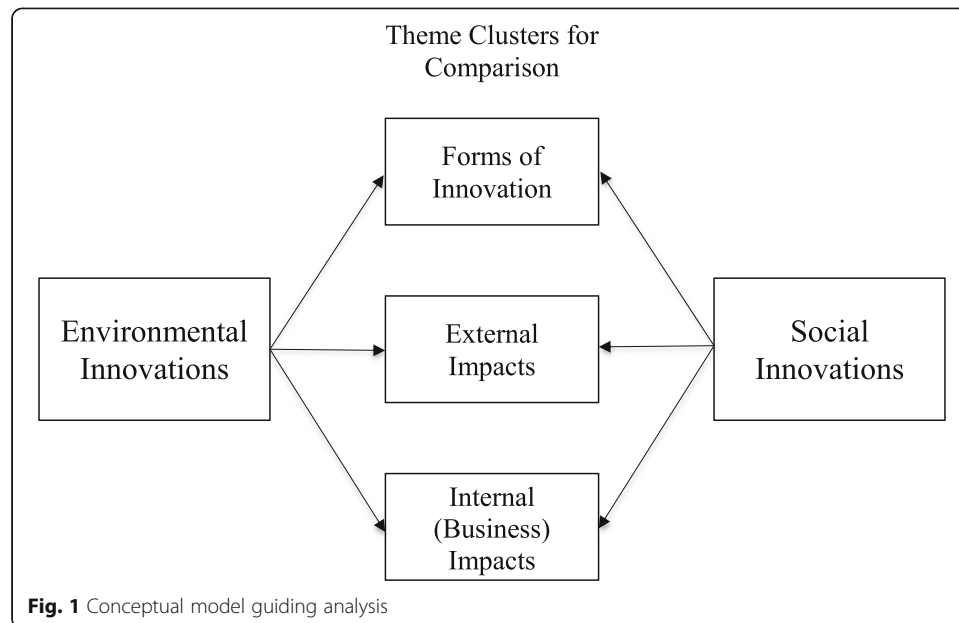 Theme Clusters for
Comparison
Forms of
Innovation
Environmental
Innovations
External
Impacts
Social
Innovations
Internal
(Business)
Impacts
Fig. 1 Conceptual model guiding analysis